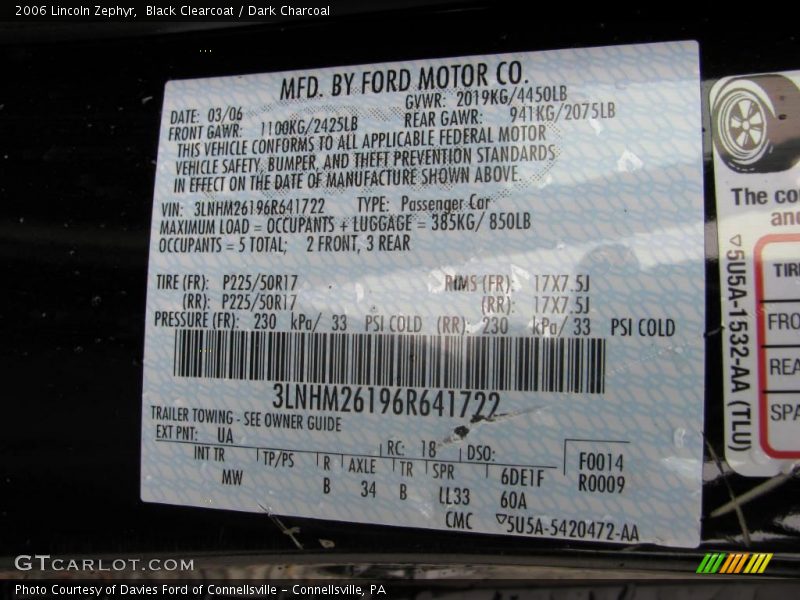 2006 Lincoln Zephyr, Black Clearcoat / Dark Charcoal
MFD. BY FORD MOTOR CO.
DATE: 03/06 GVWR: 2019KG/4450LB
FRONT GAWR: 1100KG/2425LB REAR GAWR: 941KG/2075LB
THIS VEHICLE CONFORMS TO ALL APPLICABLE FEDERAL MOTOR
VEHICLE SAFETY, BUMPER, AND THEFT PREVENTION STANDARDS
IN EFFECT ON THE DATE OF MANUFACTURE SHOWN ABOVE.
VIN: 3LNHM26196R641722 TYPE: Passenger Car
MAXIMUM LOAD = OCCUPANTS + LUGGAGE = 385KG/ 850LB
OCCUPANTS = 5 TOTAL; 2 FRONT, 3 REAR
TIRE (FR): P225/50R17 RIMS (FR): 17X7.5J
(RR): P225/50R17 (RR): 17X7.5J
PRESSURE (FR): 230 kPa/ 33 PSI COLD (RR): 230 kPa/ 33 PSI COLD
3LNHM26196R641722
TRAILER TOWING - SEE OWNER GUIDE
EXT PNT: UA RC: 18 DSO:
INT TR TP/PS R AXLE TR SPR 6DE1F F0014
MW B 34 B LL33 60A R0009
CMC 5U5A-5420472-AA
The co
and
5U5A-1532-AA (TLU)
TIRE
FRO
REA
SPA
GTCARLOT.COM
Photo Courtesy of Davies Ford of Connellsville - Connellsville, PA